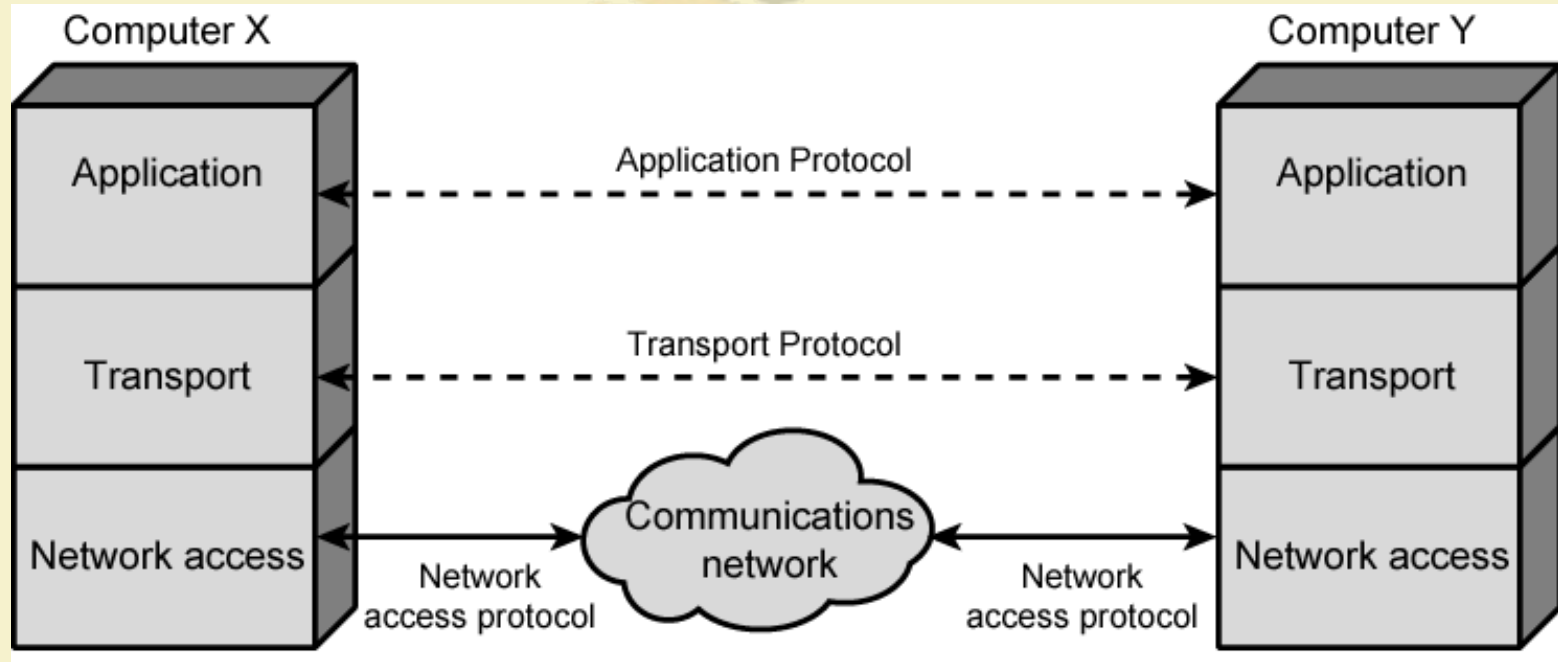 Computer X
Computer Y
Application
Application Protocol
Application
Transport
Transport Protocol
Transport
Network access
Network
access protocol
Communications
network
Network
access protocol
Network access